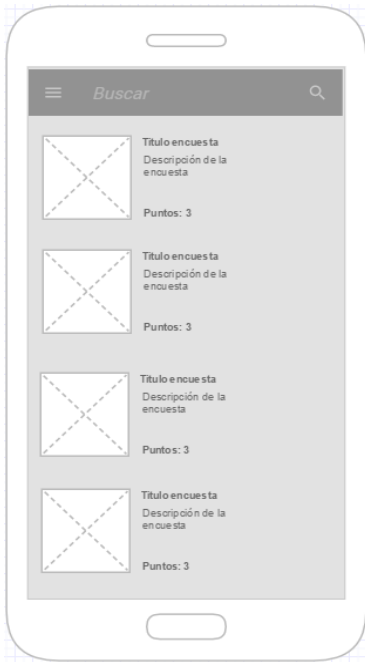 Buscar
Titulo encuesta
Descripción de la
encuesta
Puntos: 3
Titulo encuesta
Descripción de la
encuesta
Puntos: 3
Titulo encuesta
Descripción de la
encuesta
Puntos: 3
Titulo encuesta
Descripción de la
encuesta
Puntos: 3